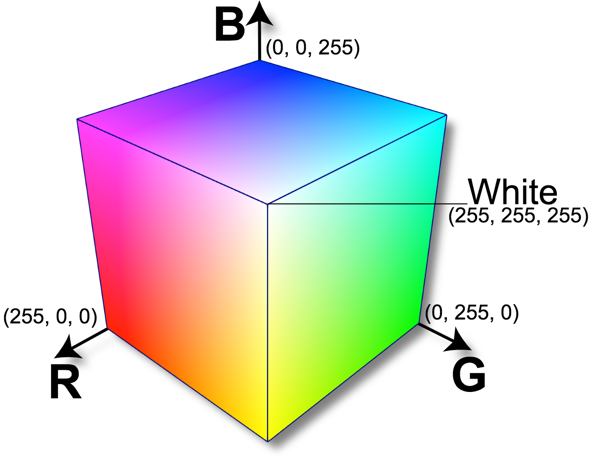 B
(0, 0, 255)
White
(255, 255, 255)
(255, 0, 0)
(0, 255, 0)
R
G